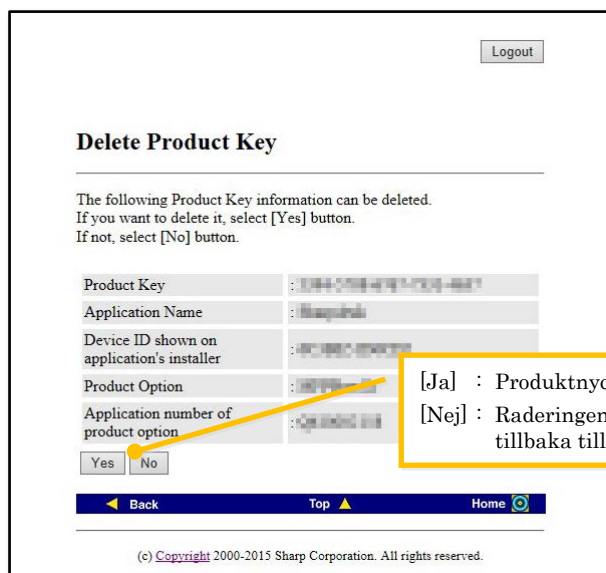 Logout
Delete Product Key
The following Product Key information can be deleted.
If you want to delete it, select [Yes] button.
If not, select [No] button.
Product Key :
Application Name :
Device ID shown on
application's installer :
Product Option :
Application number of
product option :
[Ja] : Produktnyc
[Nej] : Raderingen
tillbaka till
Yes No
Back Top Home
(c) Copyright 2000-2015 Sharp Corporation. All rights reserved.